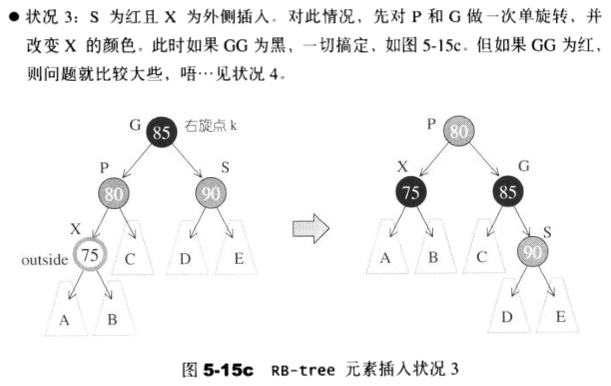 ● 状况 3：S 为红且 X 为外侧插入。对此情况，先对 P 和 G 做一次单旋转，并
改变 X 的颜色。此时如果 GG 为黑，一切搞定，如图 5-15c。但如果 GG 为红，
则问题就比较大些，唔…见状况 4。
G 85 右旋点 k
P 80
P S
X G
80 90
75 85
X
S
outside 75 C D E
A B C 90
A B
D E
图 5-15c RB-tree 元素插入状况 3